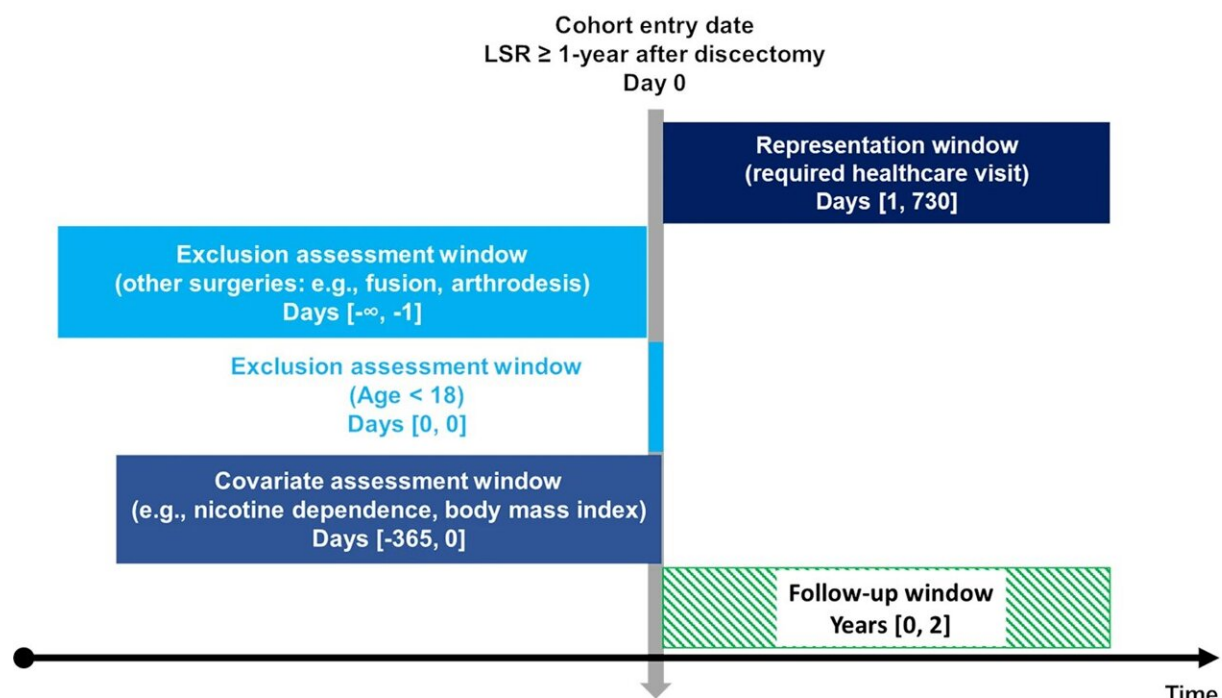 Cohort entry date
LSR ≥ 1-year after discectomy
Day 0
Representation window
(required healthcare visit)
Days [1, 730]
Exclusion assessment window
(other surgeries: e.g., fusion, arthrodesis)
Days [-∞, -1]
Exclusion assessment window
(Age < 18)
Days [0, 0]
Covariate assessment window
(e.g., nicotine dependence, body mass index)
Days [-365, 0]
Follow-up window
Years [0, 2]
Time